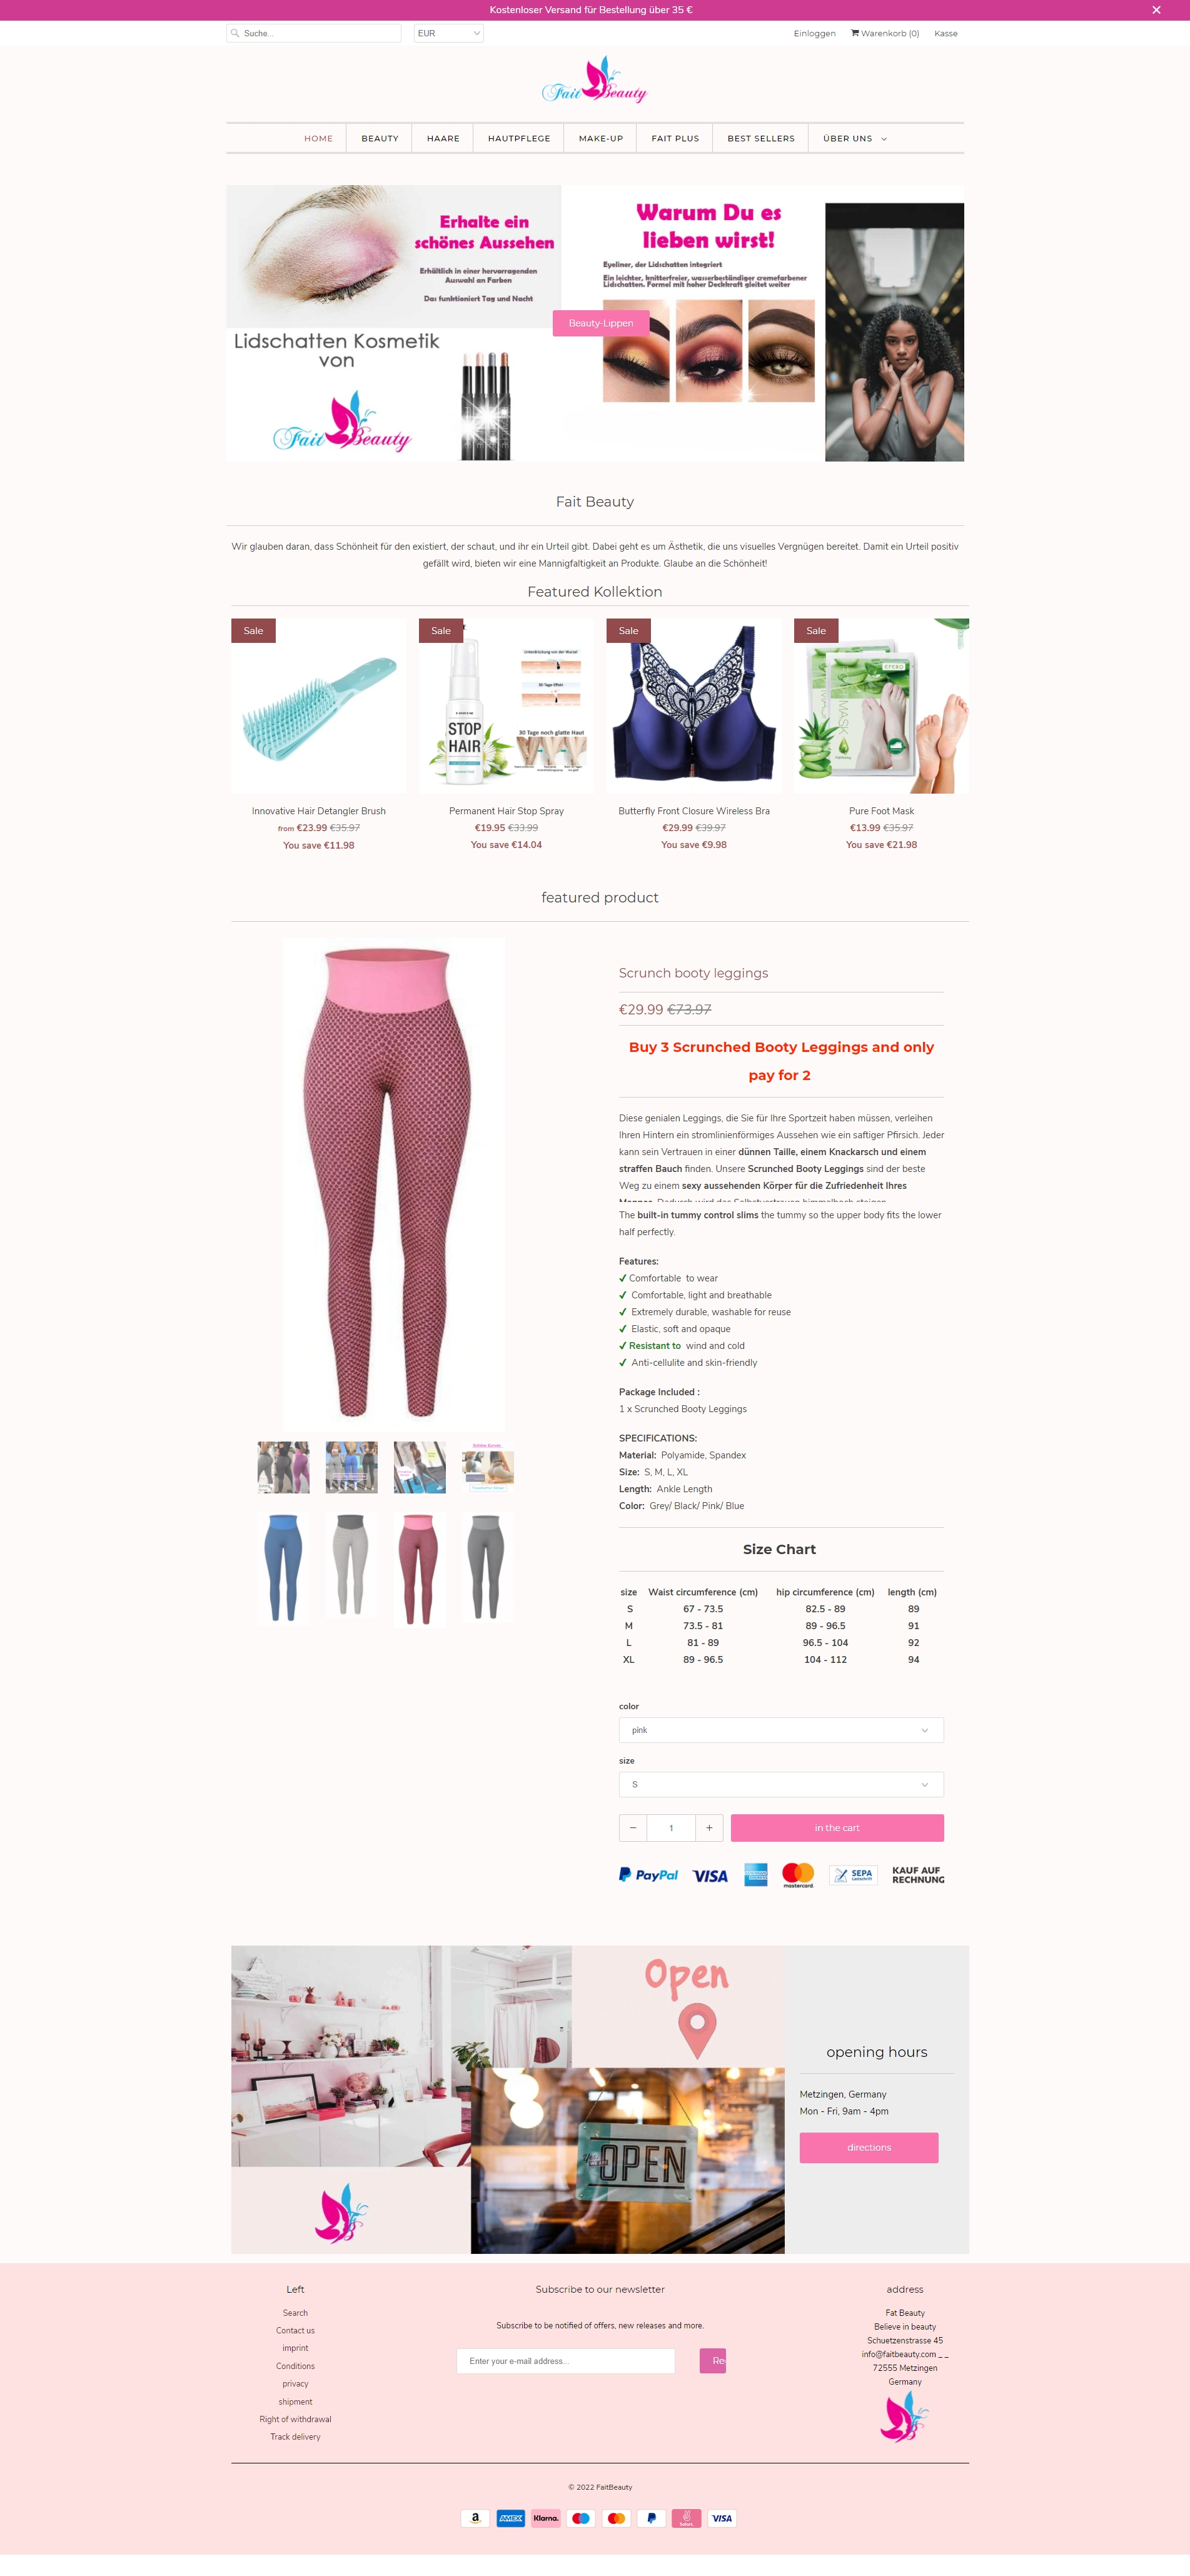 Kostenloser Versand für Bestellung über 35 €
Suche...
EUR
Einloggen
Warenkorb (0)
Kasse
Fait Beauty
HOME
BEAUTY
HAARE
HAUTPFLEGE
MAKE-UP
FAIT PLUS
BEST SELLERS
ÜBER UNS
Erhalte ein
schönes Aussehen
Erhältlich in einer hervorragenden
Auswahl an Farben
Das funktioniert Tag und Nacht
Lidschatten Kosmetik
von
Fait Beauty
Warum Du es
lieben wirst!
Eyeliner, der Lidschatten integriert
Ein leichter, knitterfreier, wasserbeständiger cremefarbener
Lidschatten. Formel mit hoher Deckkraft gleitet weiter
Beauty-Lippen
Fait Beauty
Wir glauben daran, dass Schönheit für den existiert, der schaut, und ihr ein Urteil gibt. Dabei geht es um Ästhetik, die uns visuelles Vergnügen bereitet. Damit ein Urteil positiv
gefällt wird, bieten wir eine Mannigfaltigkeit an Produkte. Glaube an die Schönheit!
Featured Kollektion
Sale
Innovative Hair Detangler Brush
from €23.99 €35.97
You save €11.98
Sale
STOP
HAIR
30 Tage noch glatte Haut
Permanent Hair Stop Spray
€19.95 €33.99
You save €14.04
Sale
Butterfly Front Closure Wireless Bra
€29.99 €39.97
You save €9.98
Sale
EFERO
MASK
Pure Foot Mask
€13.99 €35.97
You save €21.98
featured product
Scrunch booty leggings
€29.99 €73.97
Buy 3 Scrunched Booty Leggings and only
pay for 2
Diese genialen Leggings, die Sie für Ihre Sportzeit haben müssen, verleihen
Ihren Hintern ein stromlinienförmiges Aussehen wie ein saftiger Pfirsich. Jeder
kann sein Vertrauen in einer dünnen Taille, einem Knackarsch und einem
straffen Bauch finden. Unsere Scrunched Booty Leggings sind der beste
Weg zu einem sexy aussehenden Körper für die Zufriedenheit Ihres
The built-in tummy control slims the tummy so the upper body fits the lower
half perfectly.
Features:
✔ Comfortable to wear
✔ Comfortable, light and breathable
✔ Extremely durable, washable for reuse
✔ Elastic, soft and opaque
✔ Resistant to wind and cold
✔ Anti-cellulite and skin-friendly
Package Included :
1 x Scrunched Booty Leggings
SPECIFICATIONS:
Material: Polyamide, Spandex
Size: S, M, L, XL
Length: Ankle Length
Color: Grey/ Black/ Pink/ Blue
Size Chart
size Waist circumference (cm) hip circumference (cm) length (cm)
S 67 - 73.5 82.5 - 89 89
M 73.5 - 81 89 - 96.5 91
L 81 - 89 96.5 - 104 92
XL 89 - 96.5 104 - 112 94
color
pink
size
S
− 1 +
in the cart
PayPal VISA AMERICAN EXPRESS mastercard SEPA Lastschrift KAUF AUF RECHNUNG
Open
OPEN
opening hours
Metzingen, Germany
Mon - Fri, 9am - 4pm
directions
Left
Search
Contact us
imprint
Conditions
privacy
shipment
Right of withdrawal
Track delivery
Subscribe to our newsletter
Subscribe to be notified of offers, new releases and more.
Enter your e-mail address...
Re
address
Fat Beauty
Believe in beauty
Schuetzenstrasse 45
info@faitbeauty.com _ _
72555 Metzingen
Germany
© 2022 FaitBeauty
a AMEX Klarna. P Sofort. VISA